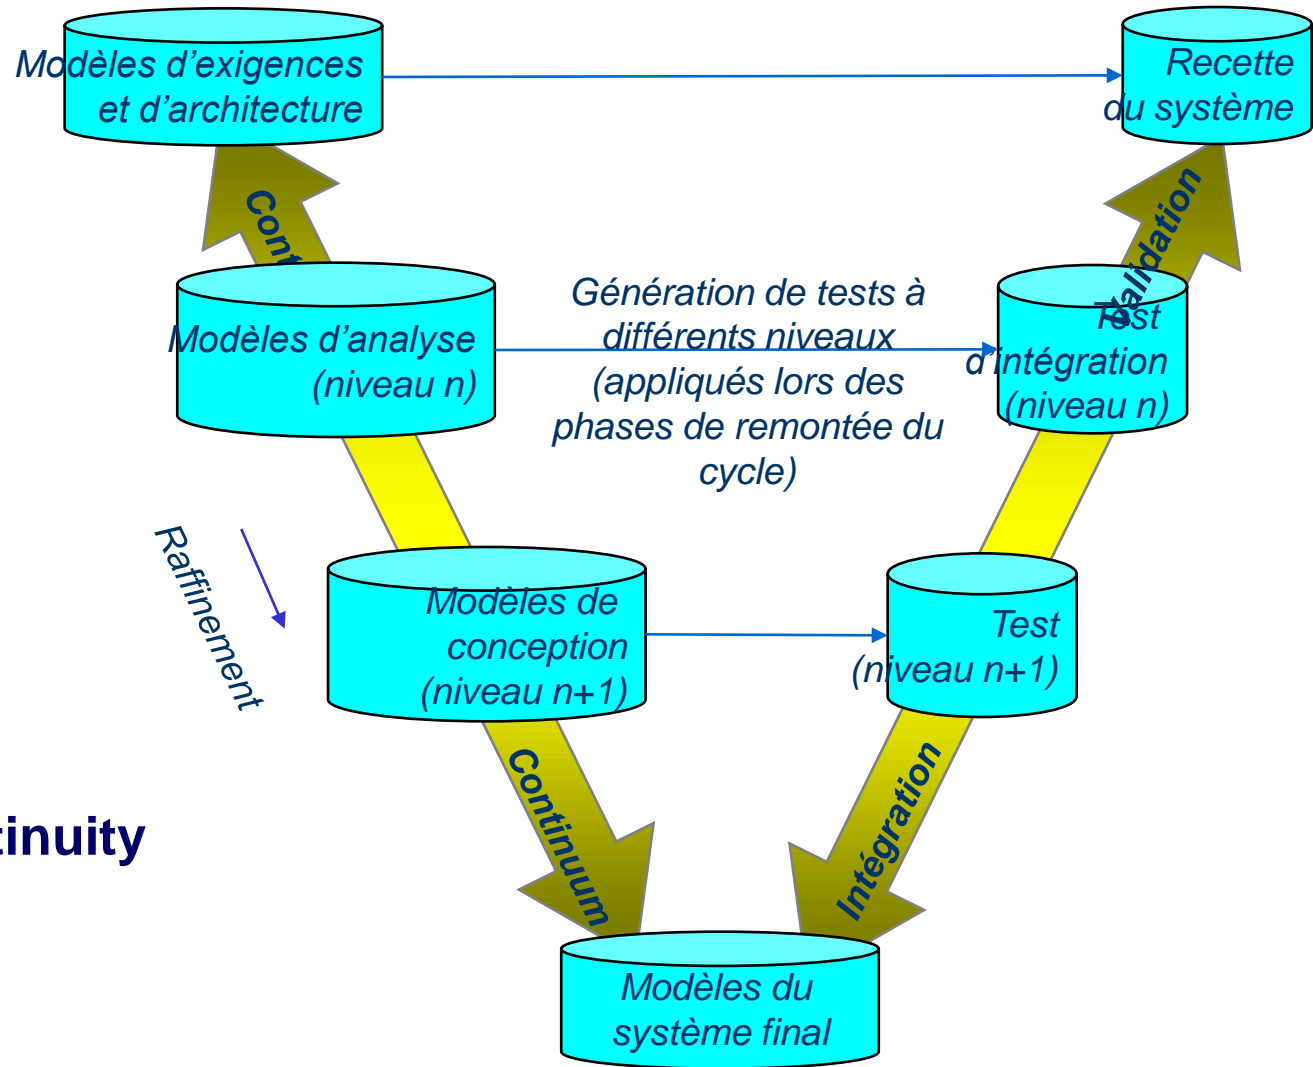 Modèles d’exigences
et d’architecture
Recette
du système
Cont
Validation
Modèles d’analyse
(niveau n)
Génération de tests à
différents niveaux
(appliqués lors des
phases de remontée du
cycle)
Test
d’intégration
(niveau n)
Raffinement
Modèles de
conception
(niveau n+1)
Test
(niveau n+1)
Continuum
Intégration
tinuity
Modèles du
système final